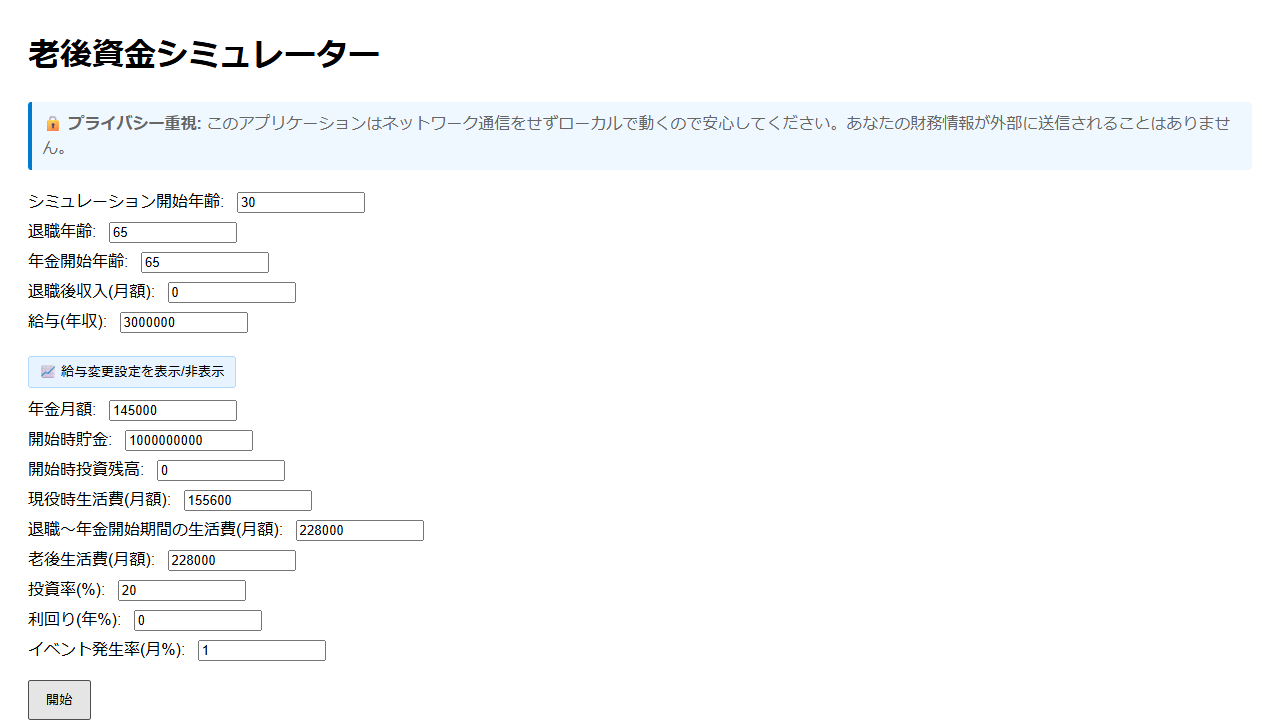 老後資金シミュレーター
🔒 プライバシー重視: このアプリケーションはネットワーク通信をせずローカルで動くので安心してください。あなたの財務情報が外部に送信されることはありませ
ん。
シミュレーション開始年齢: 30
退職年齢: 65
年金開始年齢: 65
退職後収入(月額): 0
給与(年収): 3000000
📈 給与変更設定を表示/非表示
年金月額: 145000
開始時貯金: 1000000000
開始時投資残高: 0
現役時生活費(月額): 155600
退職～年金開始期間の生活費(月額): 228000
老後生活費(月額): 228000
投資率(%): 20
利回り(年%): 0
イベント発生率(月%): 1
開始